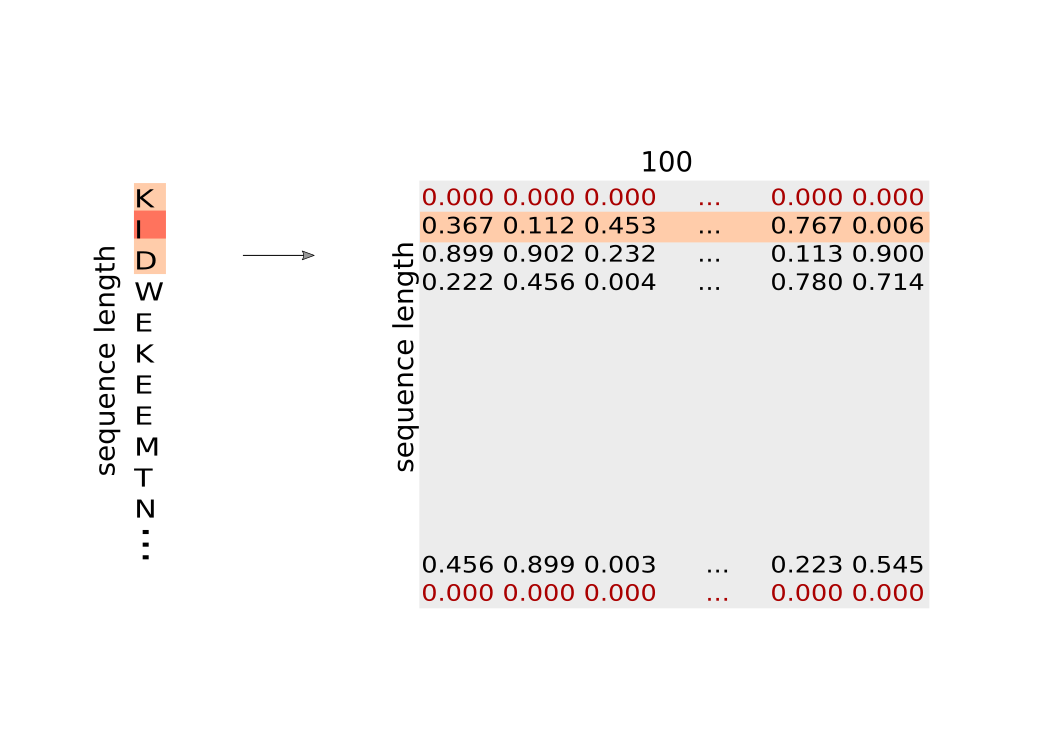 sequence length
K
I
D
W
E
K
E
E
M
T
N
...
100
sequence length
0.000 0.000 0.000 ... 0.000 0.000
0.367 0.112 0.453 ... 0.767 0.006
0.899 0.902 0.232 ... 0.113 0.900
0.222 0.456 0.004 ... 0.780 0.714
0.456 0.899 0.003 ... 0.223 0.545
0.000 0.000 0.000 ... 0.000 0.000